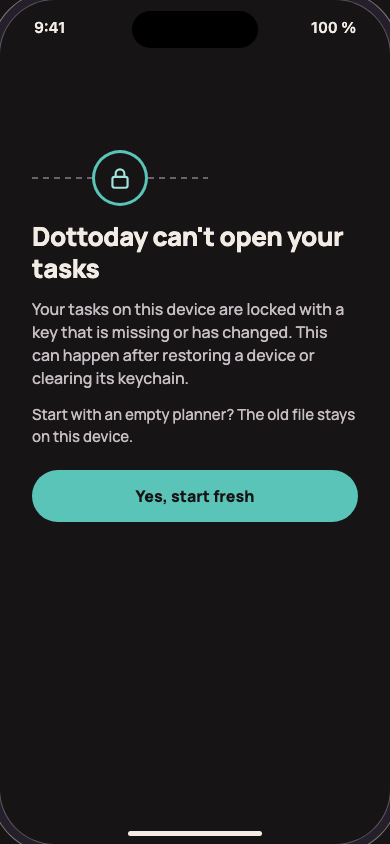 9:41
100 %
Dottoday can't open your
tasks
Your tasks on this device are locked with a
key that is missing or has changed. This
can happen after restoring a device or
clearing its keychain.
Start with an empty planner? The old file stays
on this device.
Yes, start fresh